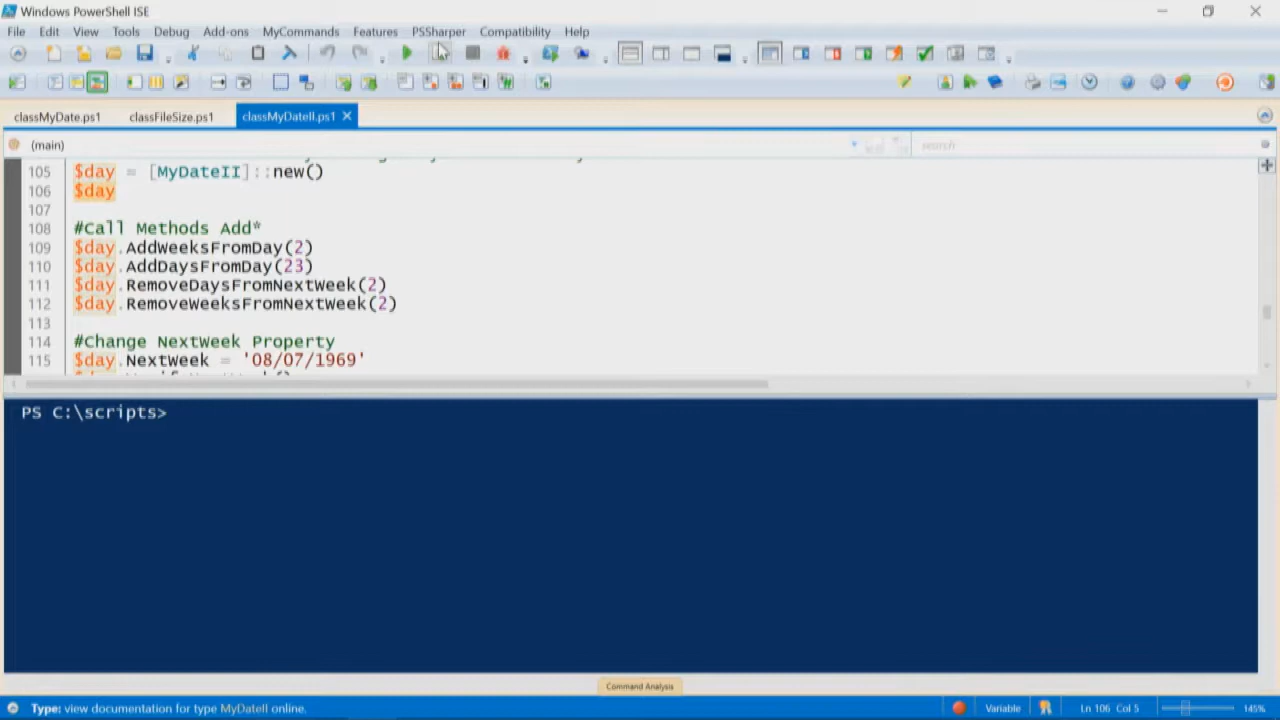 Windows PowerShell ISE
File Edit View Tools Debug Add-ons MyCommands Features PSSharper Compatibility Help
classMyDate.ps1 classFileSize.ps1 classMyDateII.ps1
(main) search
105 $day = [MyDateII]::new()
106 $day
107
108 #Call Methods Add*
109 $day.AddWeeksFromDay(2)
110 $day.AddDaysFromDay(23)
111 $day.RemoveDaysFromNextWeek(2)
112 $day.RemoveWeeksFromNextWeek(2)
113
114 #Change NextWeek Property
115 $day.NextWeek = '08/07/1969'
PS C:\scripts>
Command Analysis
Type: view documentation for type MyDateII online. Variable Ln 106 Col 5 145%